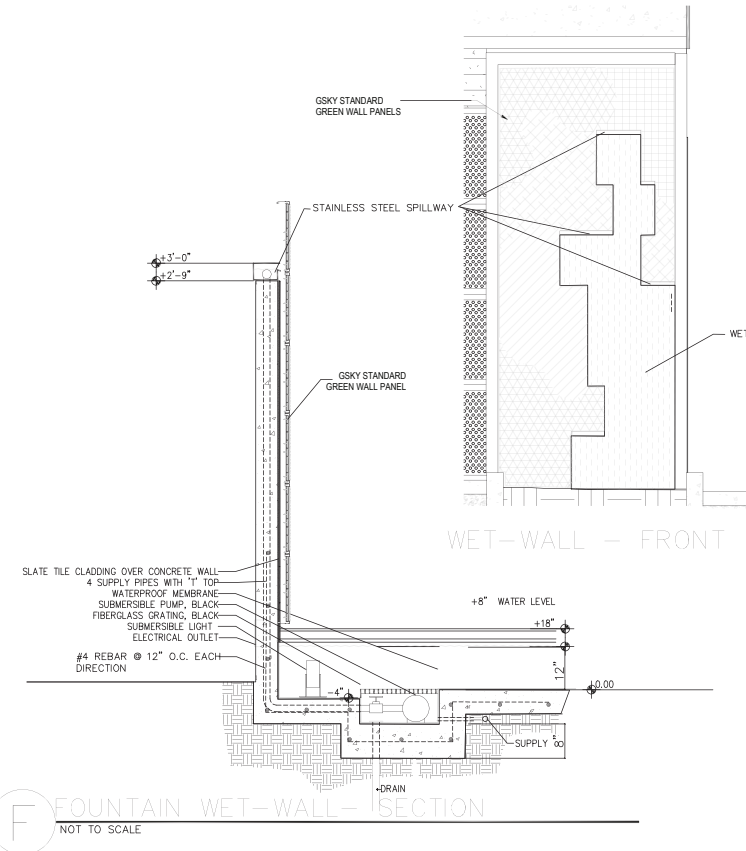 GSKY STANDARD
GREEN WALL PANELS
STAINLESS STEEL SPILLWAY
+3'-0"
+2'-9"
WET
GSKY STANDARD
GREEN WALL PANEL
WET-WALL - FRONT
SLATE TILE CLADDING OVER CONCRETE WALL
4 SUPPLY PIPES WITH 'T' TOP
WATERPROOF MEMBRANE
SUBMERSIBLE PUMP, BLACK
FIBERGLASS GRATING, BLACK
SUBMERSIBLE LIGHT
ELECTRICAL OUTLET
#4 REBAR @ 12" O.C. EACH
DIRECTION
+8" WATER LEVEL
+18"
12"
0.00
-4"
SUPPLY
8"
DRAIN
F
FOUNTAIN WET-WALL- SECTION
NOT TO SCALE